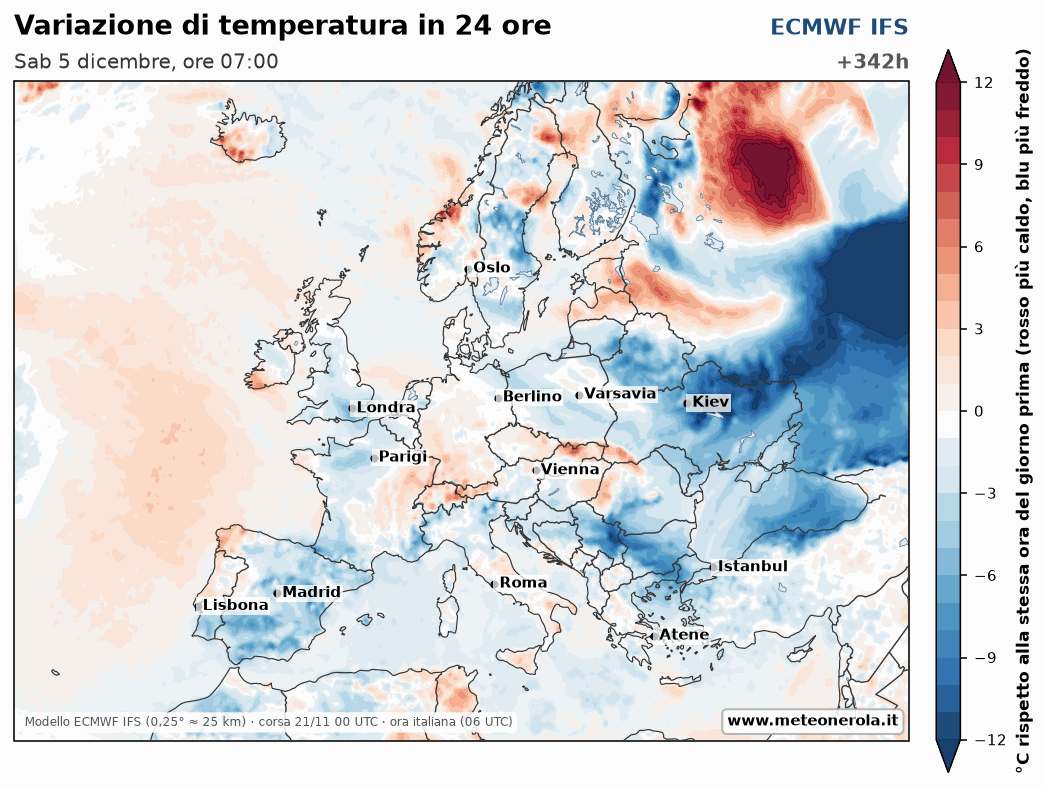 Variazione di temperatura in 24 ore
ECMWF IFS
Sab 5 dicembre, ore 07:00
+342h
12
9
6
3
0
−3
−6
−9
−12
°C rispetto alla stessa ora del giorno prima (rosso più caldo, blu più freddo)
Oslo
Berlino
Varsavia
Kiev
Londra
Parigi
Vienna
Istanbul
Roma
Madrid
Lisbona
Atene
Modello ECMWF IFS (0,25° ≈ 25 km) · corsa 21/11 00 UTC · ora italiana (06 UTC)
www.meteonerola.it